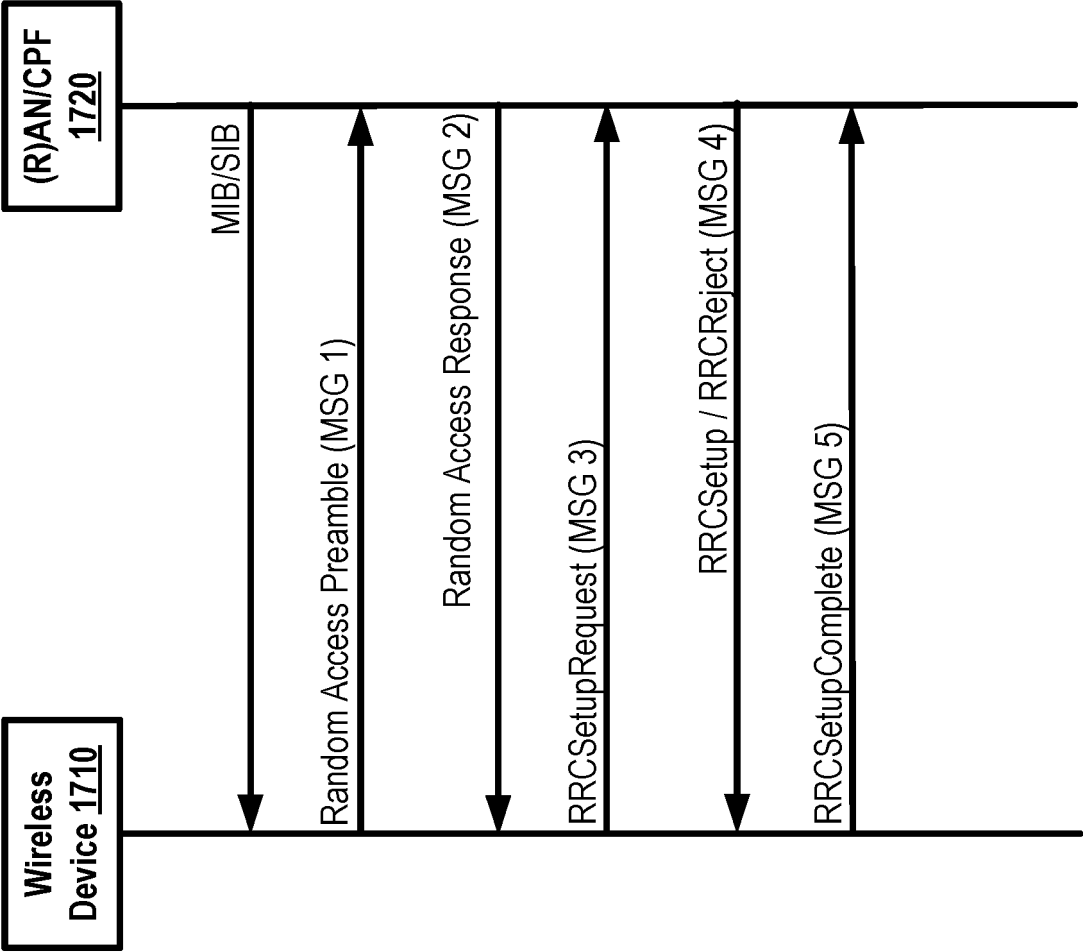 Wireless
Device 1710
(R)AN/CPF
1720
MIB/SIB
Random Access Preamble (MSG 1)
Random Access Response (MSG 2)
RRCSetupRequest (MSG 3)
RRCSetup / RRCReject (MSG 4)
RRCSetupComplete (MSG 5)